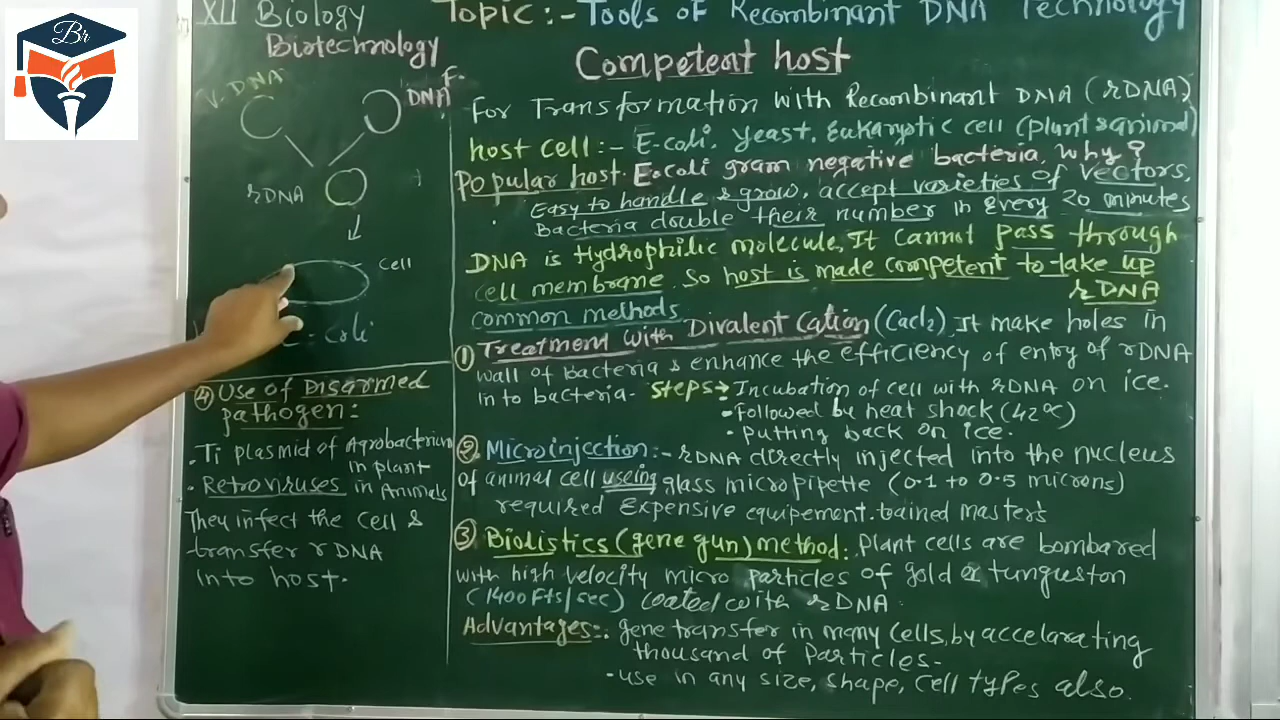 Br
XII Biology
Biotechnology
Topic :- Tools of Recombinant DNA Technology
Competent host
V. DNA
F.
DNA
rDNA
Cell
E-Coli
For Transformation with Recombinant DNA (rDNA)
host cell :- E-coli, yeast, Eukaryotic cell (plant & animal)
Popular host. E.coli gram negative bacteria, Why?
Easy to handle & grow, accept varieties of vectors,
Bacteria double their number in Every 20 minutes
DNA is Hydrophilic molecule, It cannot pass through
cell membrane. So host is made competent to take up
rDNA
common methods
① Treatment with Divalent Cation (Cacl2) It make holes in
wall of bacteria & enhance the efficiency of entry of rDNA
in to bacteria- Steps → Incubation of cell with rDNA on ice.
• Followed by heat shock (42°c)
• Putting back on ice.
② Microinjection :- rDNA directly injected into the nucleus
of animal cell useing glass micropipette (0.1 to 0.5 microns)
required Expensive equipement. trained masters
③ Biolistics (gene gun) method: Plant cells are bombared
with high velocity micro particles of gold or tunguston
(1400 Fts/sec) coated with rDNA.
Advantages:-. gene transfer in many cells, by accelarating
thousand of Particles-
• use in any size, shape, cell types also.
④ Use of Disarmed
pathogen:-
• Ti plasmid of Agrobacterium
in plant
• Retroviruses in Animals
They infect the cell &
transfer rDNA
into host.